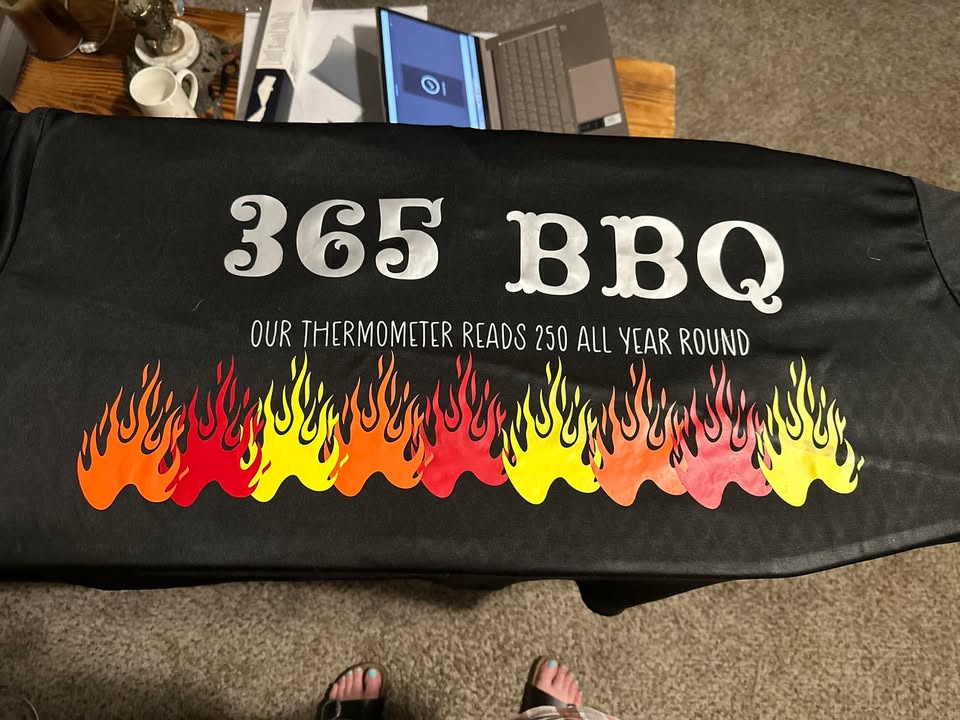 365 BBQ
OUR THERMOMETER READS 250 ALL YEAR ROUND